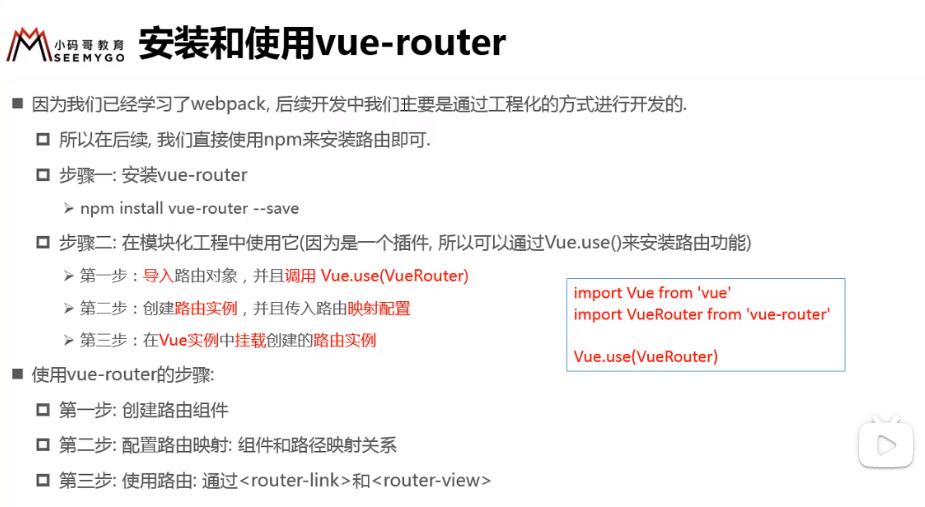 小码哥教育
SEEMYGO
安装和使用vue-router
因为我们已经学习了webpack, 后续开发中我们主要是通过工程化的方式进行开发的.
所以在后续, 我们直接使用npm来安装路由即可.
步骤一: 安装vue-router
npm install vue-router --save
步骤二: 在模块化工程中使用它(因为是一个插件, 所以可以通过Vue.use()来安装路由功能)
第一步：导入路由对象，并且调用 Vue.use(VueRouter)
第二步：创建路由实例，并且传入路由映射配置
第三步：在Vue实例中挂载创建的路由实例
import Vue from 'vue'
import VueRouter from 'vue-router'
Vue.use(VueRouter)
使用vue-router的步骤:
第一步: 创建路由组件
第二步: 配置路由映射: 组件和路径映射关系
第三步: 使用路由: 通过<router-link>和<router-view>